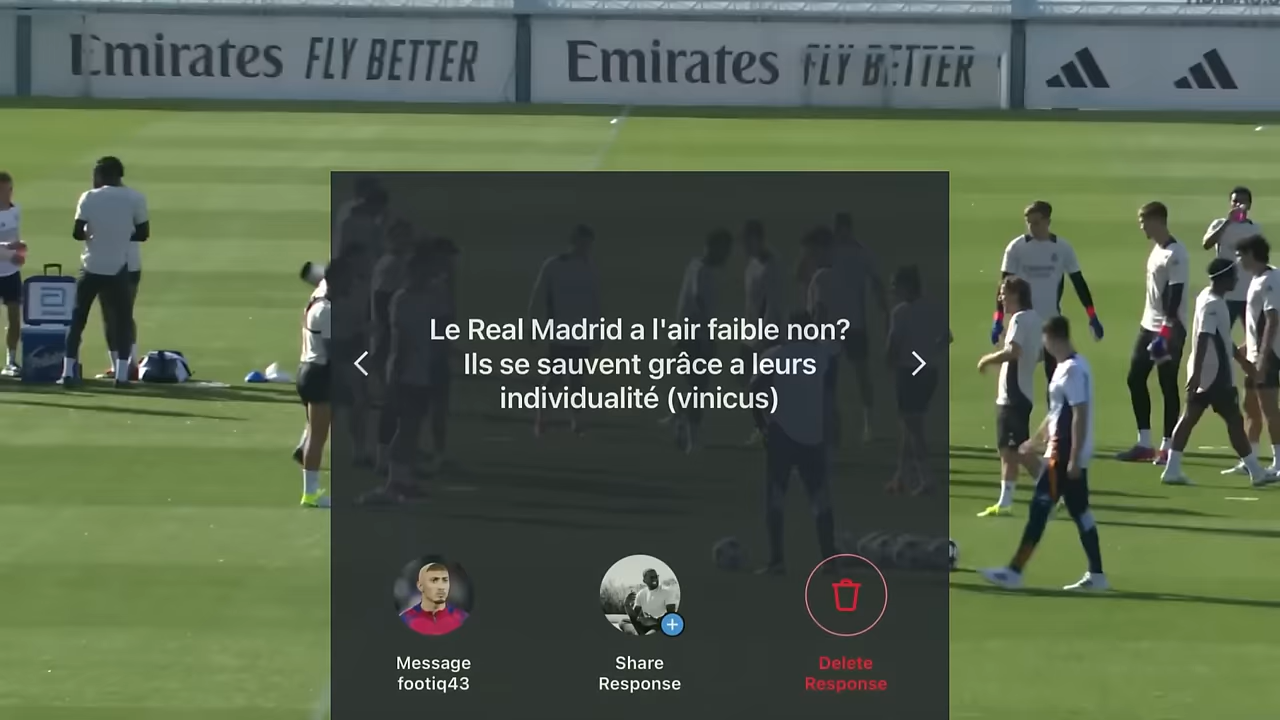 Emirates FLY BETTER Emirates FLY BETTER
Le Real Madrid a l'air faible non?
Ils se sauvent grâce a leurs
individualité (vinicus)
Message
footiq43
Share
Response
Delete
Response